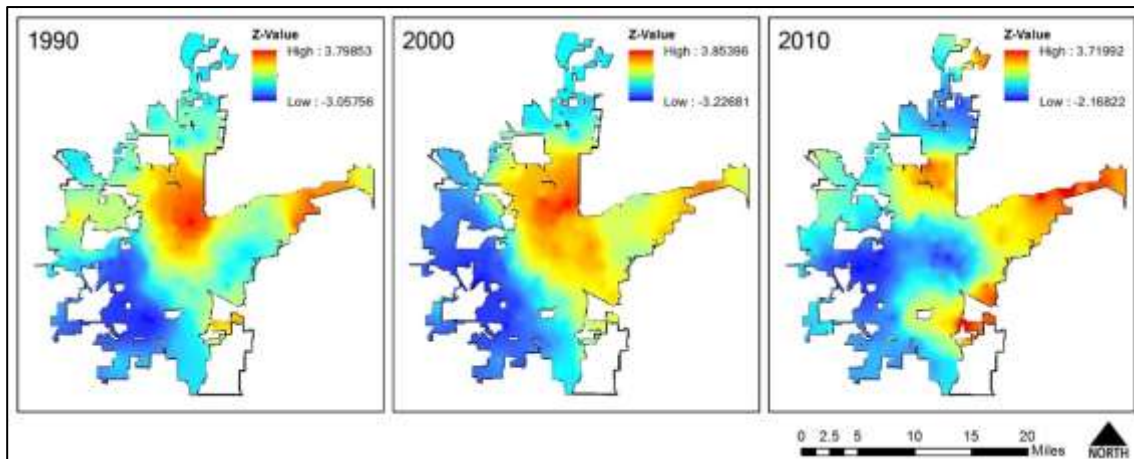 1990
Z-Value
High : 3.79853
Low : -3.05756
2000
Z-Value
High : 3.85396
Low : -3.22681
2010
Z-Value
High : 3.71992
Low : -2.16822
0 2.5 5 10 15 20
Miles
NORTH